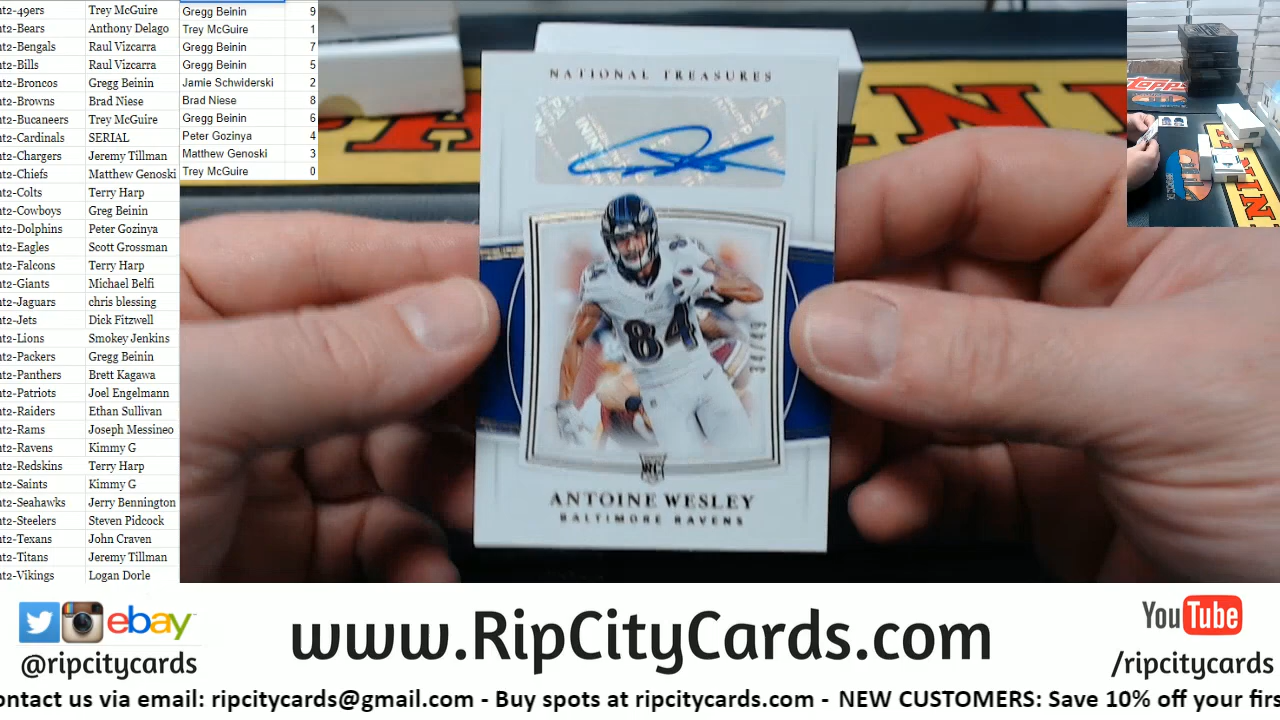 nt2-49ers Trey McGuire
nt2-Bears Anthony Delago
nt2-Bengals Raul Vizcarra
nt2-Bills Raul Vizcarra
nt2-Broncos Gregg Beinin
nt2-Browns Brad Niese
nt2-Bucaneers Trey McGuire
nt2-Cardinals SERIAL
nt2-Chargers Jeremy Tillman
nt2-Chiefs Matthew Genoski
nt2-Colts Terry Harp
nt2-Cowboys Greg Beinin
nt2-Dolphins Peter Gozinya
nt2-Eagles Scott Grossman
nt2-Falcons Terry Harp
nt2-Giants Michael Belfi
nt2-Jaguars chris blessing
nt2-Jets Dick Fitzwell
nt2-Lions Smokey Jenkins
nt2-Packers Gregg Beinin
nt2-Panthers Brett Kagawa
nt2-Patriots Joel Engelmann
nt2-Raiders Ethan Sullivan
nt2-Rams Joseph Messineo
nt2-Ravens Kimmy G
nt2-Redskins Terry Harp
nt2-Saints Kimmy G
nt2-Seahawks Jerry Bennington
nt2-Steelers Steven Pidcock
nt2-Texans John Craven
nt2-Titans Jeremy Tillman
nt2-Vikings Logan Dorle
Gregg Beinin 9
Trey McGuire 1
Gregg Beinin 7
Gregg Beinin 5
Jamie Schwiderski 2
Brad Niese 8
Gregg Beinin 6
Peter Gozinya 4
Matthew Genoski 3
Trey McGuire 0
NATIONAL TREASURES
84
84
84
RC
ANTOINE WESLEY
BALTIMORE RAVENS
TOPPS
ebay
@ripcitycards
www.RipCityCards.com
YouTube
/ripcitycards
ontact us via email: ripcitycards@gmail.com - Buy spots at ripcitycards.com - NEW CUSTOMERS: Save 10% off your firs